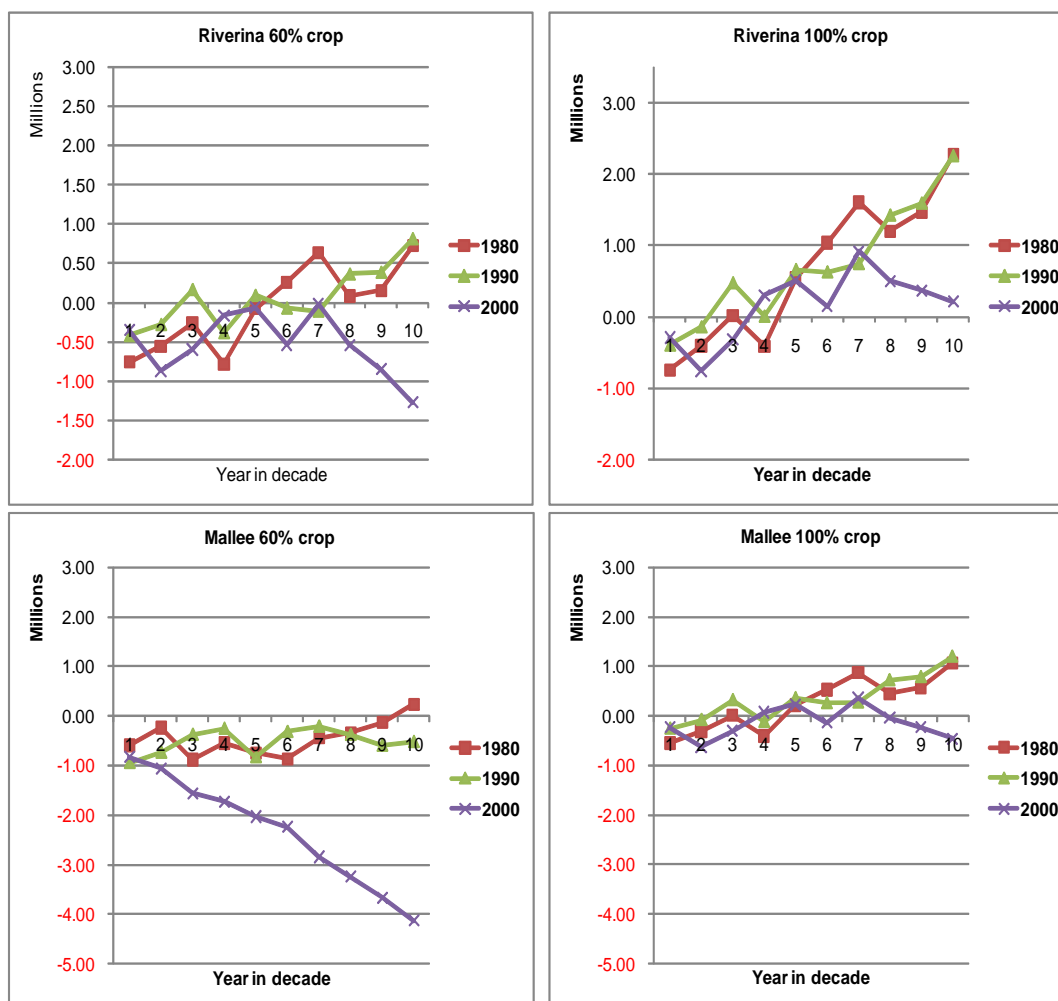 Riverina 60% crop
Millions
3.00
2.50
2.00
1.50
1.00
0.50
0.00
-0.50
-1.00
-1.50
-2.00
1 2 3 4 5 6 7 8 9 10
Year in decade
1980
1990
2000
Riverina 100% crop
Millions
3.00
2.00
1.00
0.00
-1.00
-2.00
1 2 3 4 5 6 7 8 9 10
Year in decade
1980
1990
2000
Mallee 60% crop
Millions
3.00
2.00
1.00
0.00
-1.00
-2.00
-3.00
-4.00
-5.00
1 2 3 4 5 6 7 8 9 10
Year in decade
1980
1990
2000
Mallee 100% crop
Millions
3.00
2.00
1.00
0.00
-1.00
-2.00
-3.00
-4.00
-5.00
1 2 3 4 5 6 7 8 9 10
Year in decade
1980
1990
2000